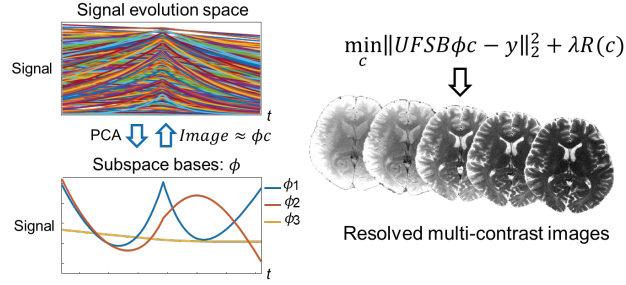 Signal evolution space
Signal
t
PCA
Image ≈ ϕc
Subspace bases: ϕ
Signal
ϕ1
ϕ2
ϕ3
t
min‖UFSBϕc − y‖₂² + λR(c)
c
Resolved multi-contrast images